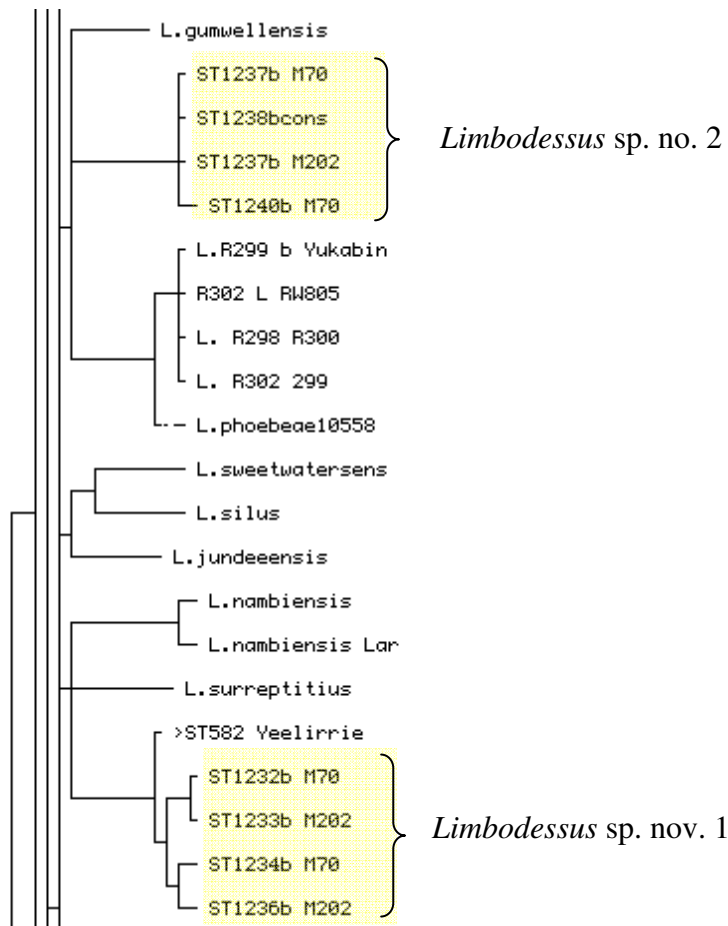 L.gumwellensis
ST1237b M70
ST1238bcons
Limbodessus sp. no. 2
ST1237b M202
ST1240b M70
L.R299 b Yukabin
R302 L RW805
L. R298 R300
L. R302 299
L.phoebeae10558
L.sweetwatersens
L.silus
L.jundeeensis
L.nambiensis
L.nambiensis Lar
L.surreptitius
>ST582 Yeelirrie
ST1232b M70
ST1233b M202
Limbodessus sp. nov. 1
ST1234b M70
ST1236b M202